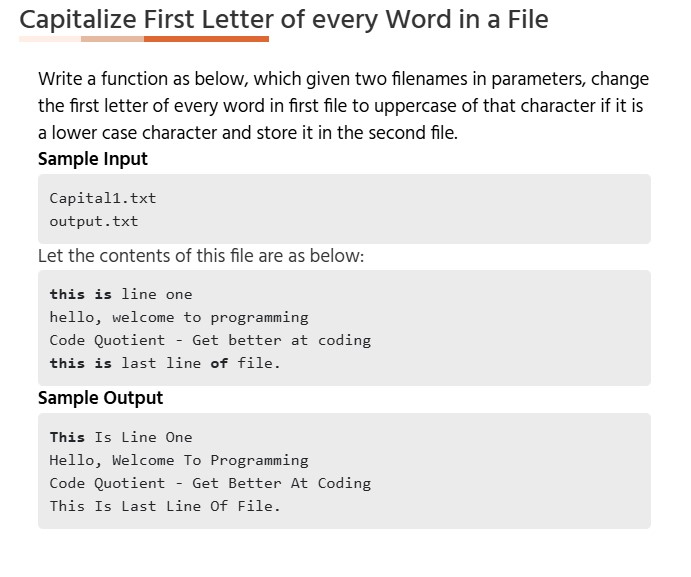 Capitalize First Letter of every Word in a File
Write a function as below, which given two filenames in parameters, change
the first letter of every word in first file to uppercase of that character if it is
a lower case character and store it in the second file.
Sample Input
Capital1.txt
output.txt
Let the contents of this file are as below:
this is line one
hello, welcome to programming
Code Quotient - Get better at coding
this is last line of file.
Sample Output
This Is Line One
Hello, Welcome To Programming
Code Quotient - Get Better At Coding
This Is Last Line Of File.